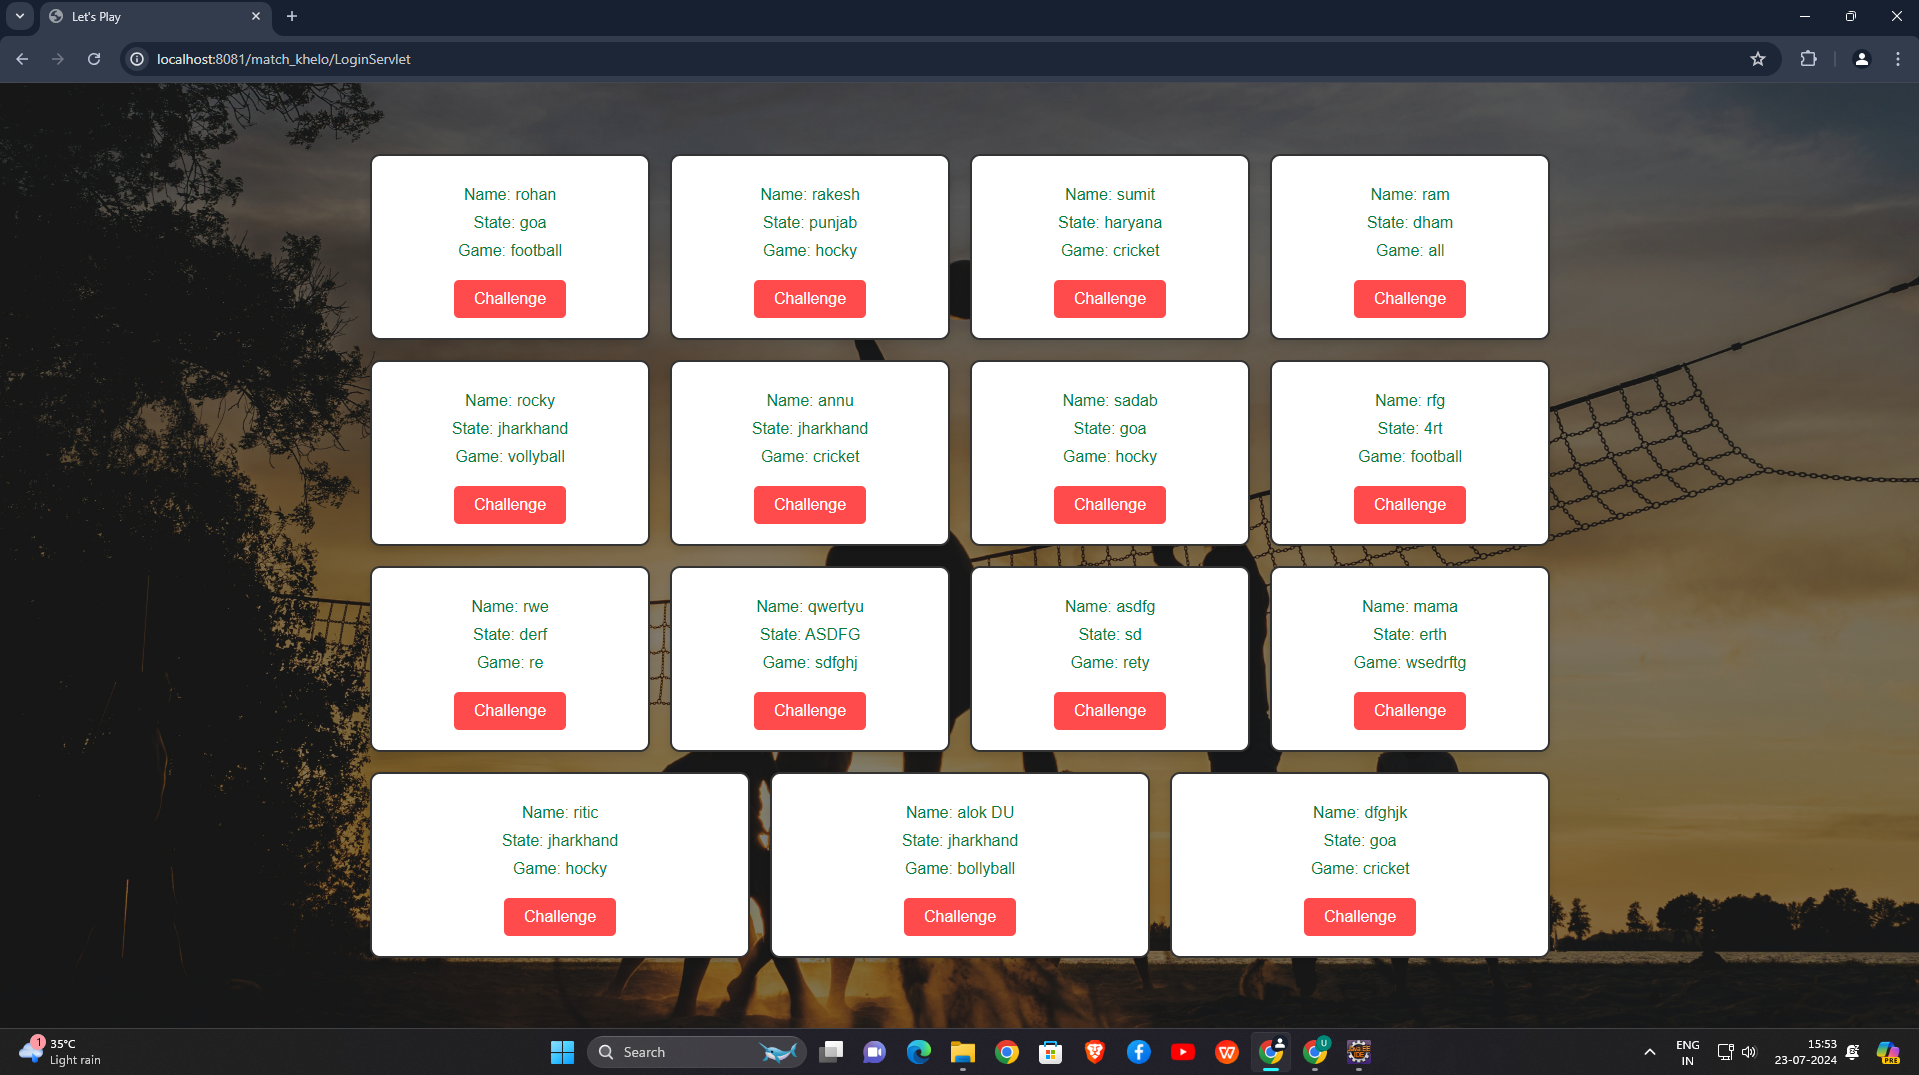 Let's Play
localhost:8081/match_khelo/LoginServlet
Name: rohan
State: goa
Game: football
Challenge
Name: rakesh
State: punjab
Game: hocky
Challenge
Name: sumit
State: haryana
Game: cricket
Challenge
Name: ram
State: dham
Game: all
Challenge
Name: rocky
State: jharkhand
Game: vollyball
Challenge
Name: annu
State: jharkhand
Game: cricket
Challenge
Name: sadab
State: goa
Game: hocky
Challenge
Name: rfg
State: 4rt
Game: football
Challenge
Name: rwe
State: derf
Game: re
Challenge
Name: qwertyu
State: ASDFG
Game: sdfghj
Challenge
Name: asdfg
State: sd
Game: rety
Challenge
Name: mama
State: erth
Game: wsedrftg
Challenge
Name: ritic
State: jharkhand
Game: hocky
Challenge
Name: alok DU
State: jharkhand
Game: bollyball
Challenge
Name: dfghjk
State: goa
Game: cricket
Challenge
1
35°C
Light rain
Search
U
ENG
IN
15:53
23-07-2024
PRE